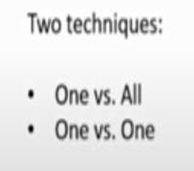 Two techniques:
• One vs. All
• One vs. One